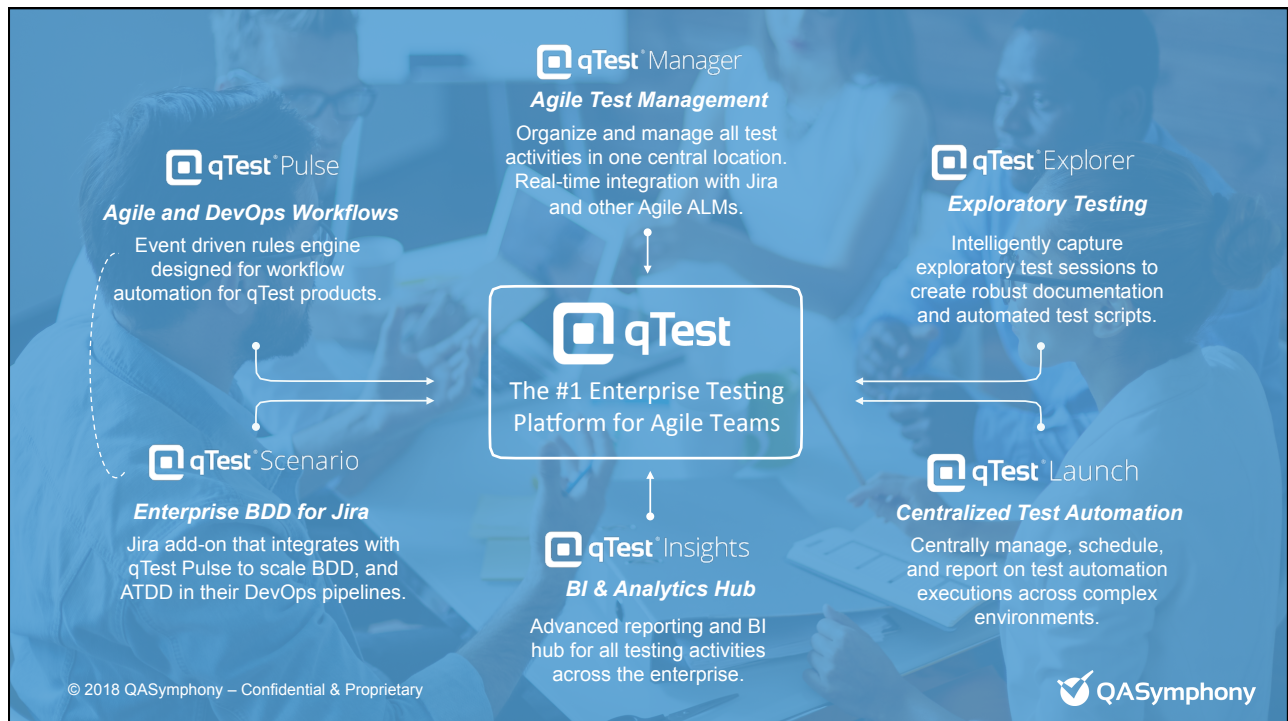 qTest® Manager
Agile Test Management
Organize and manage all test
activities in one central location.
Real-time integration with Jira
and other Agile ALMs.
qTest® Pulse
Agile and DevOps Workflows
Event driven rules engine
designed for workflow
automation for qTest products.
qTest® Explorer
Exploratory Testing
Intelligently capture
exploratory test sessions to
create robust documentation
and automated test scripts.
qTest
The #1 Enterprise Testing
Platform for Agile Teams
qTest® Scenario
Enterprise BDD for Jira
Jira add-on that integrates with
qTest Pulse to scale BDD, and
ATDD in their DevOps pipelines.
qTest® Insights
BI & Analytics Hub
Advanced reporting and BI
hub for all testing activities
across the enterprise.
qTest® Launch
Centralized Test Automation
Centrally manage, schedule,
and report on test automation
executions across complex
environments.
© 2018 QASymphony – Confidential & Proprietary
QASymphony